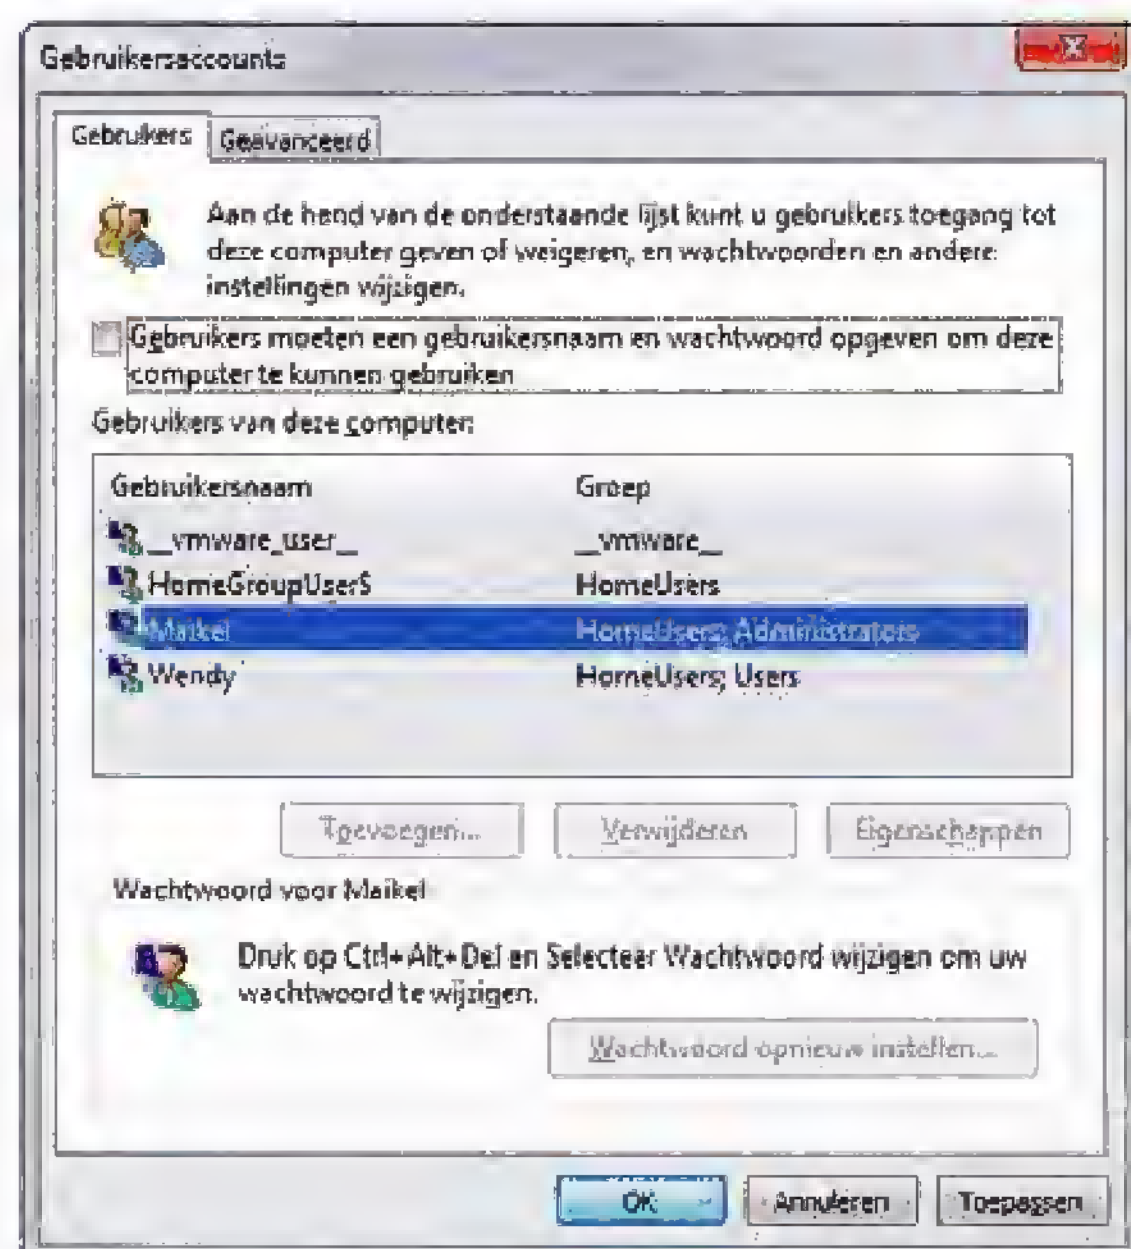 Gebruikersaccounts
Gebruikers Geavanceerd
Aan de hand van de onderstaande lijst kunt u gebruikers toegang tot
deze computer geven of weigeren, en wachtwoorden en andere
instellingen wijzigen.
Gebruikers moeten een gebruikersnaam en wachtwoord opgeven om deze
computer te kunnen gebruiken
Gebruikers van deze computer:
Gebruikersnaam Groep
__vmware_user__ __vmware__
HomeGroupUser$ HomeUsers
Maikel HomeUsers; Administrators
Wendy HomeUsers; Users
Toevoegen... Verwijderen Eigenschappen
Wachtwoord voor Maikel
Druk op Ctrl+Alt+Del en Selecteer Wachtwoord wijzigen om uw
wachtwoord te wijzigen.
Wachtwoord opnieuw instellen...
OK Annuleren Toepassen